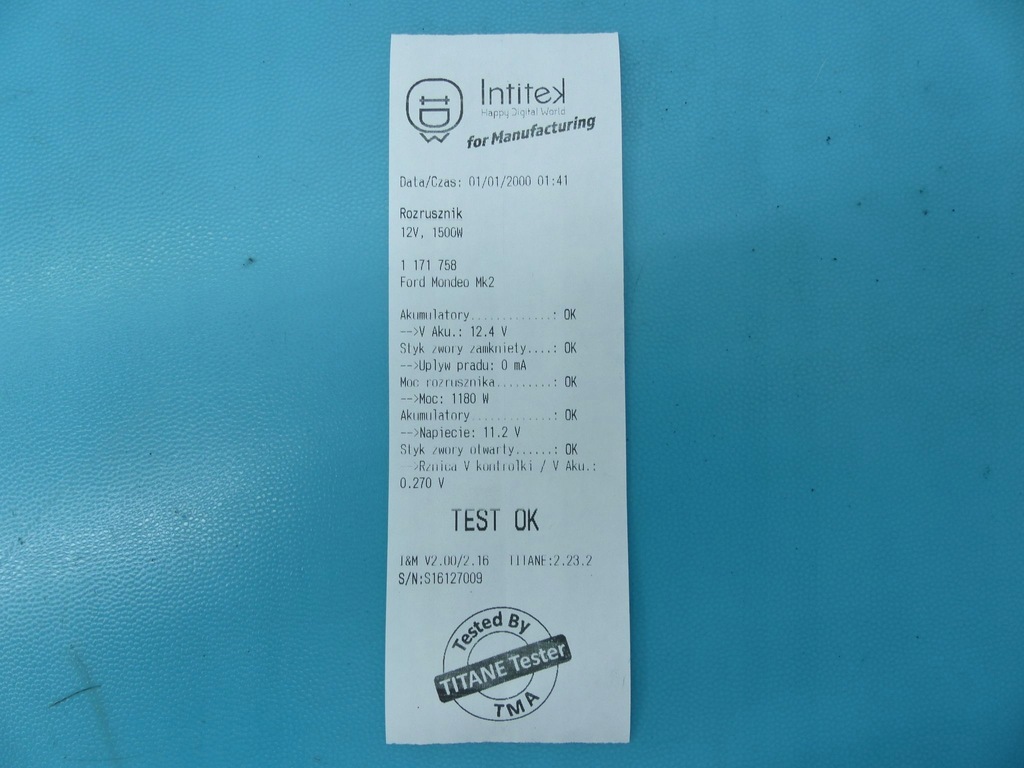 Intitek
Happy Digital World
for Manufacturing
Data/Czas: 01/01/2000 01:41
Rozrusznik
12V, 1500W
1 171 758
Ford Mondeo Mk2
Akumulatory.............: OK
-->V Aku.: 12.4 V
Styk zwory zamkniety....: OK
-->Uplyw pradu: 0 mA
Moc rozrusznika.........: OK
-->Moc: 1180 W
Akumulatory.............: OK
-->Napiecie: 11.2 V
Styk zwory otwarty......: OK
-->Rznica V kontrolki / V Aku.:
0.270 V
TEST OK
I&M V2.00/2.16 TITANE:2.23.2
S/N:S16127009
Tested By
TITANE Tester
TMA